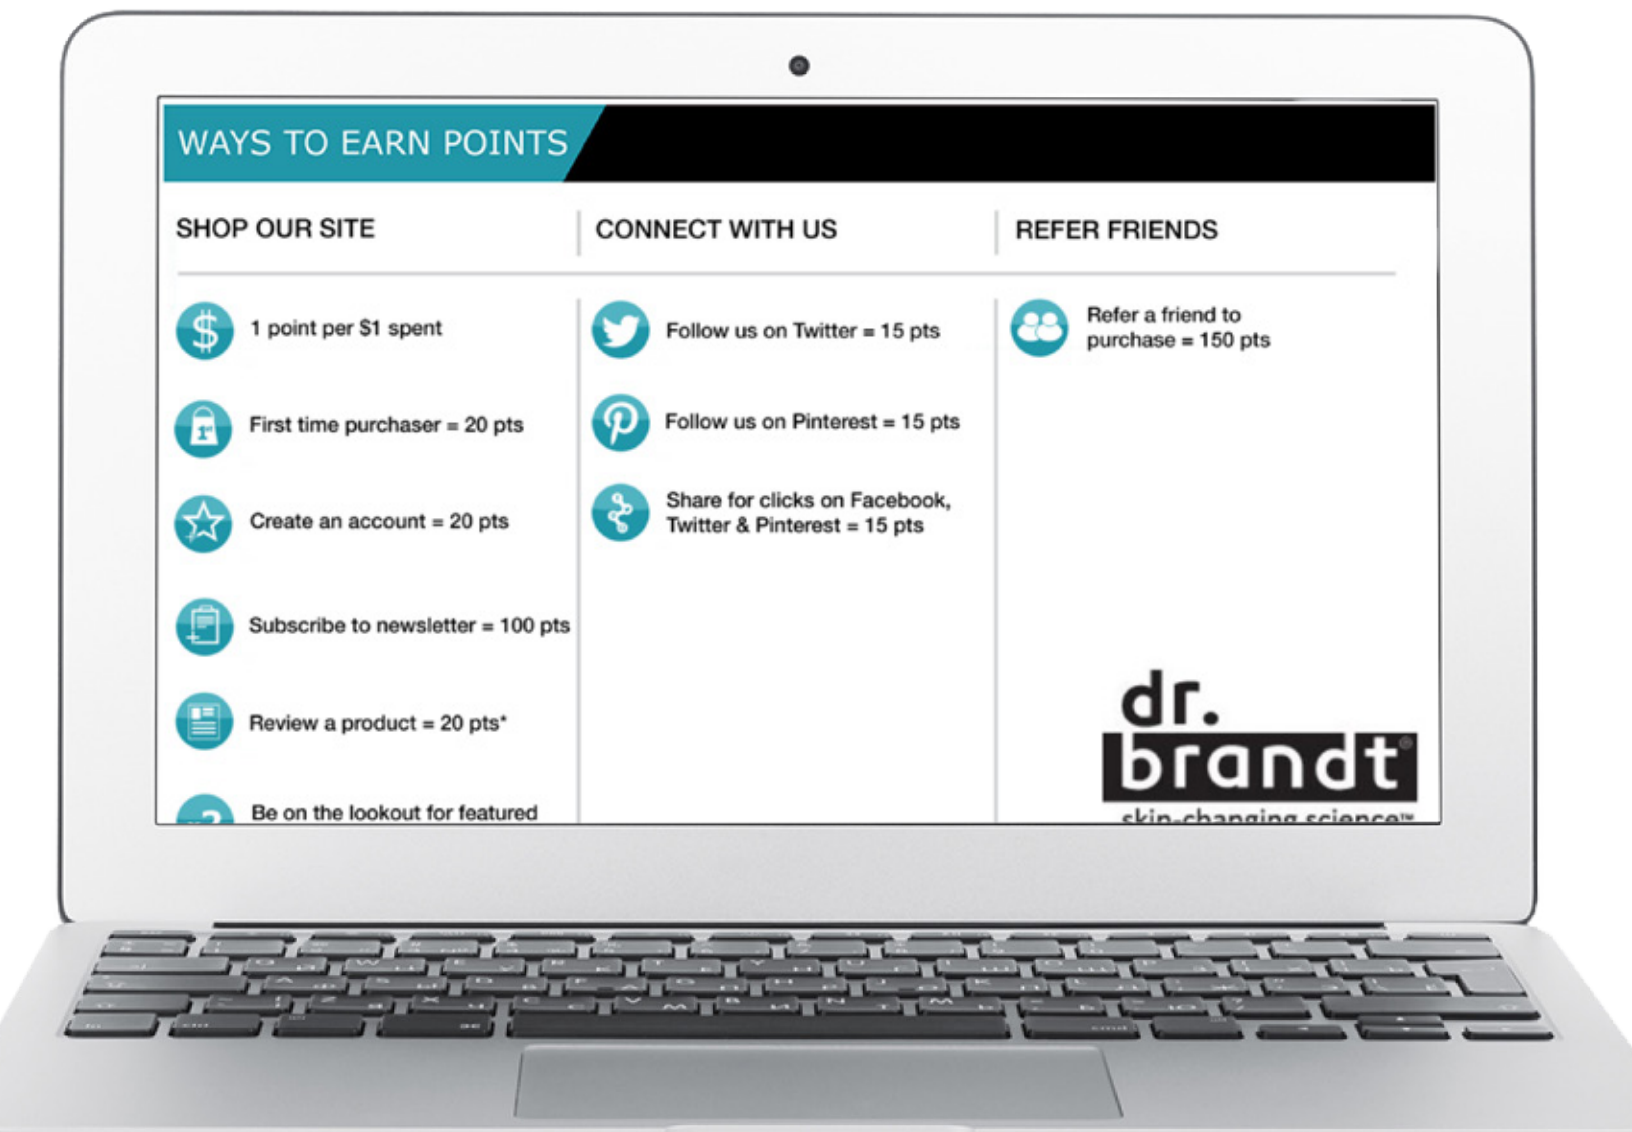 WAYS TO EARN POINTS
SHOP OUR SITE
1 point per $1 spent
First time purchaser = 20 pts
Create an account = 20 pts
Subscribe to newsletter = 100 pts
Review a product = 20 pts*
Be on the lookout for featured
CONNECT WITH US
Follow us on Twitter = 15 pts
Follow us on Pinterest = 15 pts
Share for clicks on Facebook,
Twitter & Pinterest = 15 pts
REFER FRIENDS
Refer a friend to
purchase = 150 pts
dr.
brandt®
skin-changing science™